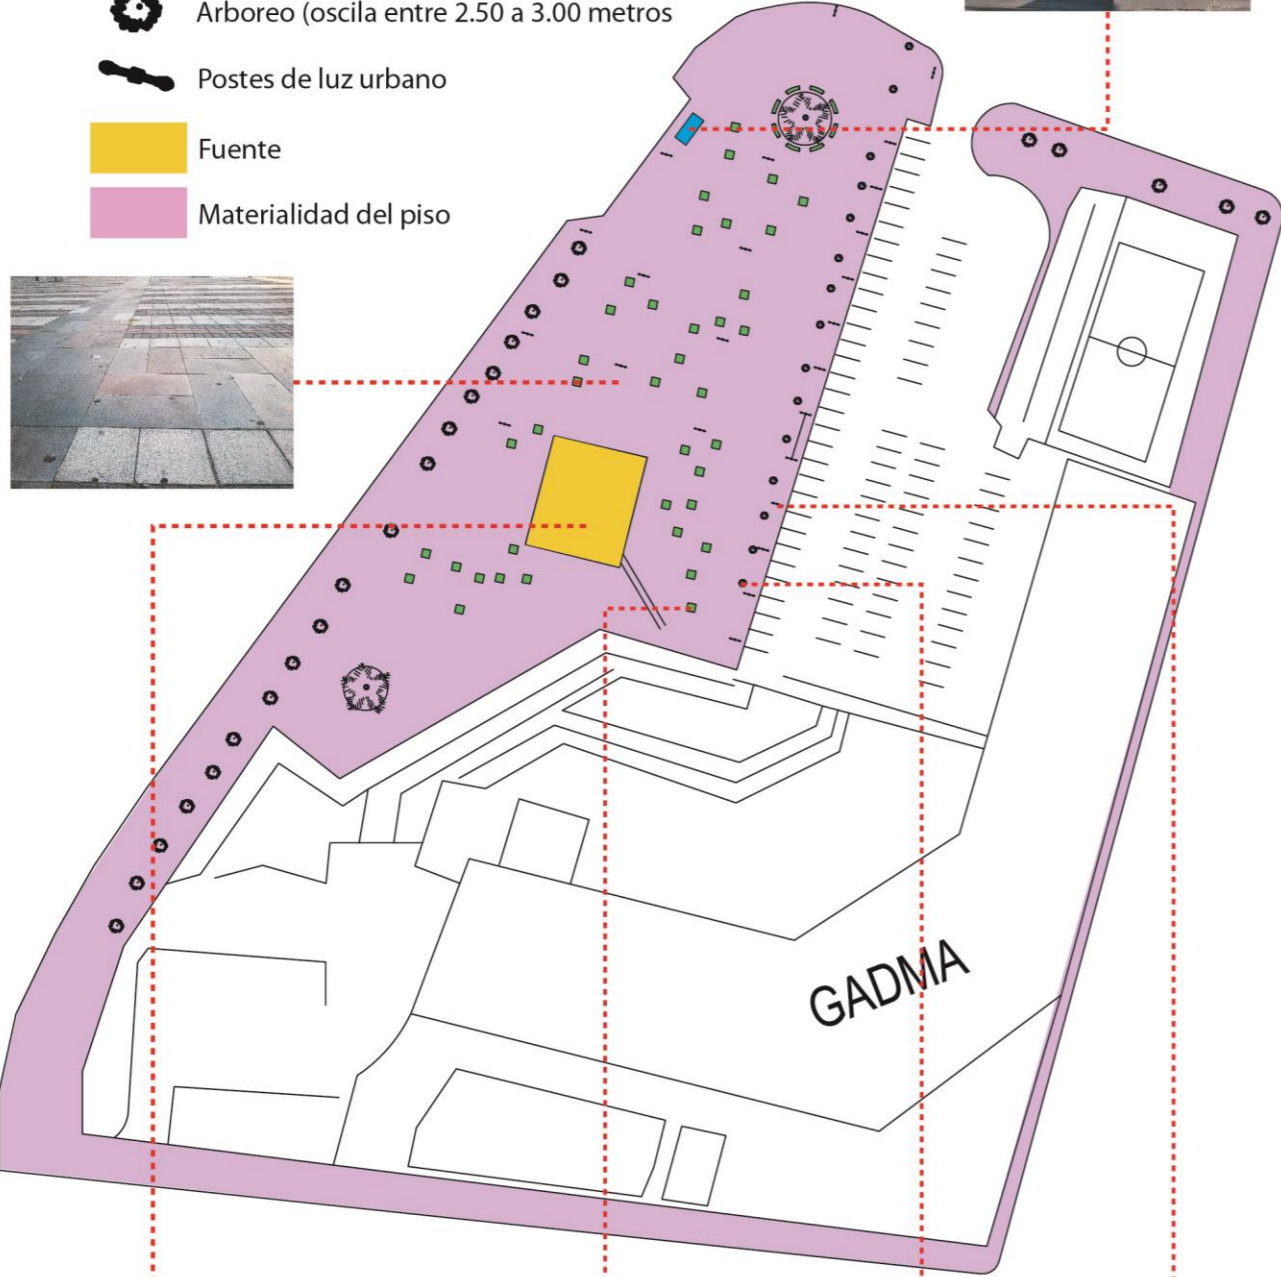 Arboreo (oscila entre 2.50 a 3.00 metros
Postes de luz urbano
Fuente
Materialidad del piso
GADMA